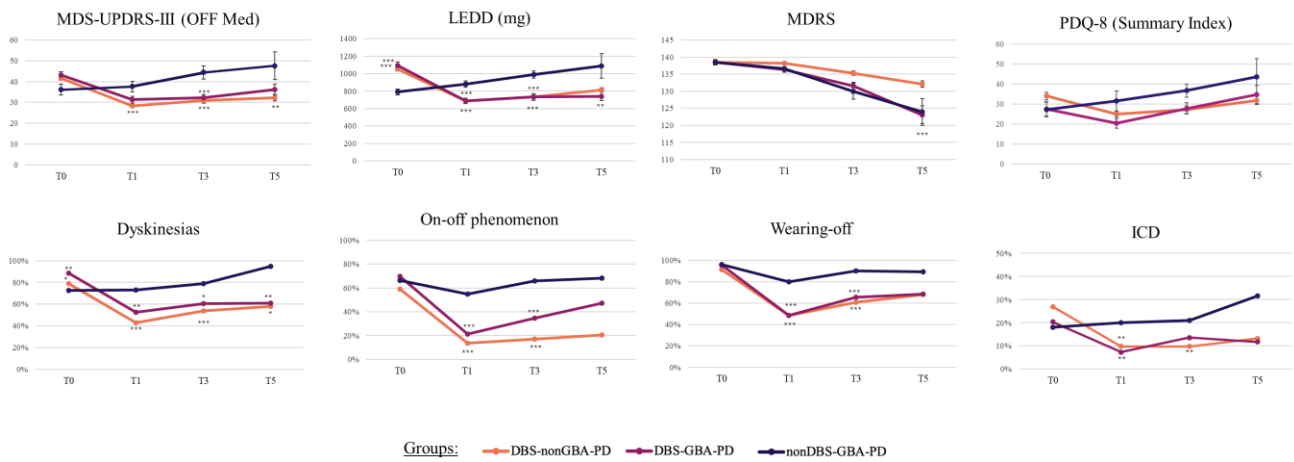 MDS-UPDRS-III (OFF Med)
60
50
40
30
20
10
0
***
***
***
**
T0
T1
T3
T5
LEDD (mg)
1400
1200
1000
800
600
400
200
0
***
***
***
***
***
***
**
T0
T1
T3
T5
MDRS
145
140
135
130
125
120
115
110
***
T0
T1
T3
T5
PDQ-8 (Summary Index)
60
50
40
30
20
10
0
T0
T1
T3
T5
Dyskinesias
100%
80%
60%
40%
20%
0%
**
*
**
***
*
***
**
*
T0
T1
T3
T5
On-off phenomenon
100%
80%
60%
40%
20%
0%
***
***
***
***
T0
T1
T3
T5
Wearing-off
100%
80%
60%
40%
20%
0%
***
***
***
***
T0
T1
T3
T5
ICD
50%
40%
30%
20%
10%
0%
**
**
**
T0
T1
T3
T5
Groups: DBS-nonGBA-PD DBS-GBA-PD nonDBS-GBA-PD